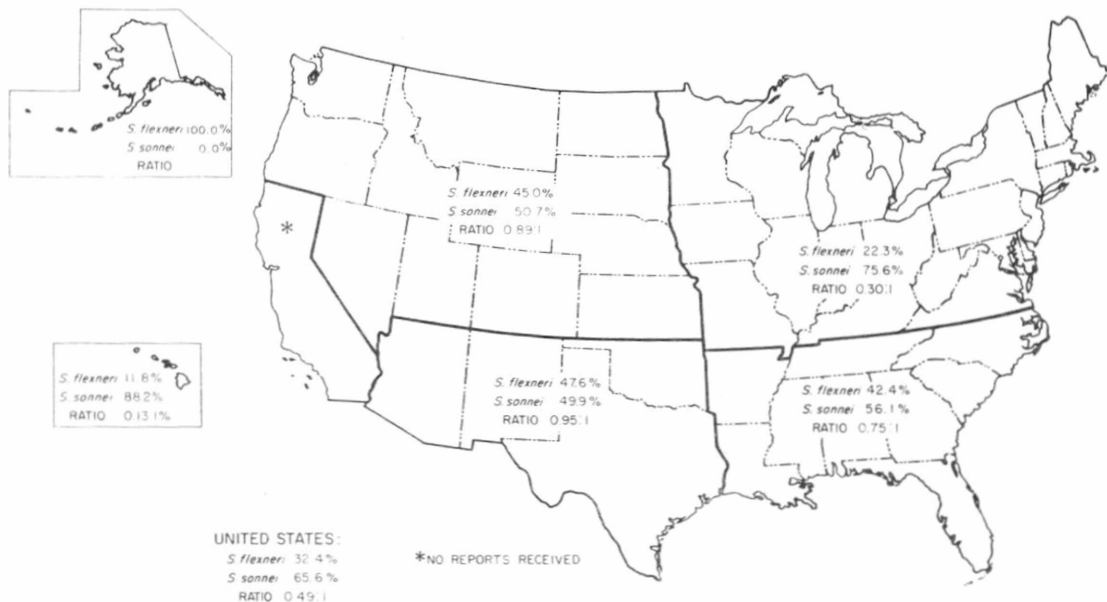 S. flexneri 100.0%
S. sonnei 0.0%
RATIO
S. flexneri 45.0%
S. sonnei 50.7%
RATIO 0.89:1
*
S. flexneri 22.3%
S. sonnei 75.6%
RATIO 0.30:1
S. flexneri 11.8%
S. sonnei 88.2%
RATIO 0.13:1%
S. flexneri 47.6%
S. sonnei 49.9%
RATIO 0.95:1
S. flexneri 42.4%
S. sonnei 56.1%
RATIO 0.75:1
UNITED STATES:
S. flexneri 32.4%
S. sonnei 65.6%
RATIO 0.49:1
*NO REPORTS RECEIVED